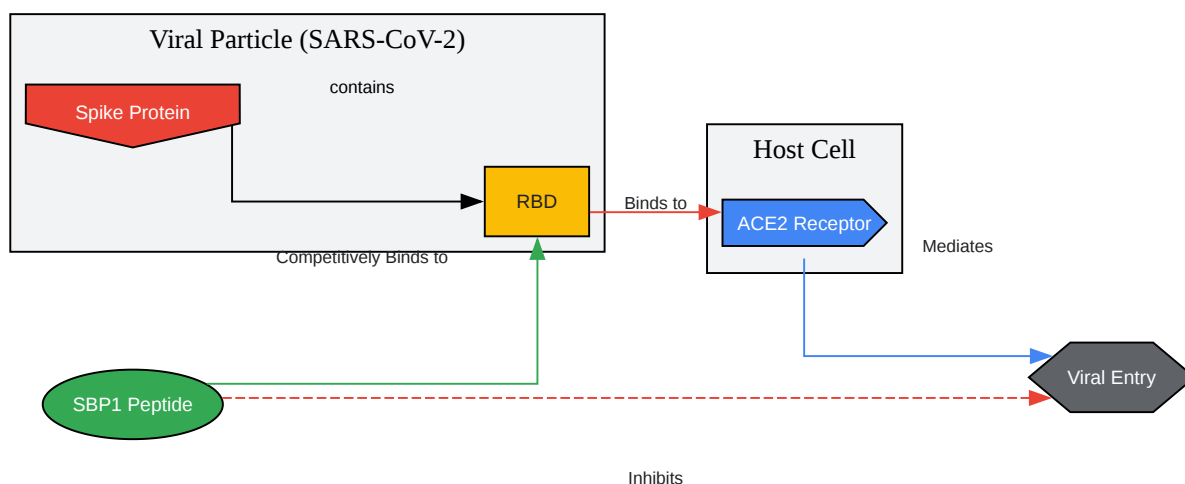 Viral Particle (SARS-CoV-2)
contains
Spike Protein
Host Cell
RBD
Binds to
ACE2 Receptor
Mediates
Competitively Binds to
Viral Entry
SBP1 Peptide
Inhibits